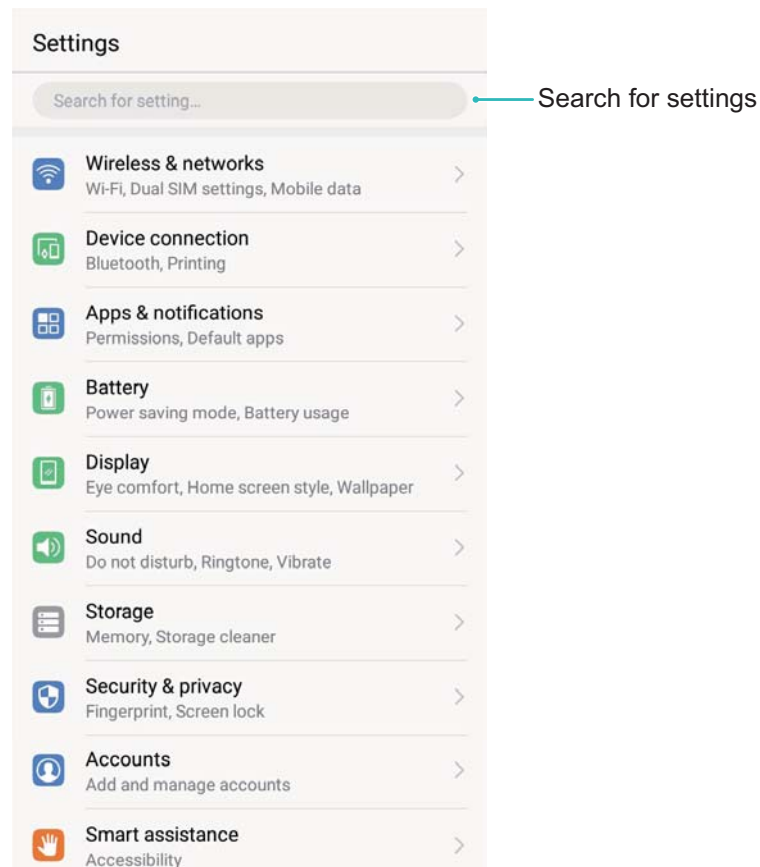 Settings
Search for setting...
Search for settings
Wireless & networks
Wi-Fi, Dual SIM settings, Mobile data
Device connection
Bluetooth, Printing
Apps & notifications
Permissions, Default apps
Battery
Power saving mode, Battery usage
Display
Eye comfort, Home screen style, Wallpaper
Sound
Do not disturb, Ringtone, Vibrate
Storage
Memory, Storage cleaner
Security & privacy
Fingerprint, Screen lock
Accounts
Add and manage accounts
Smart assistance
Accessibility